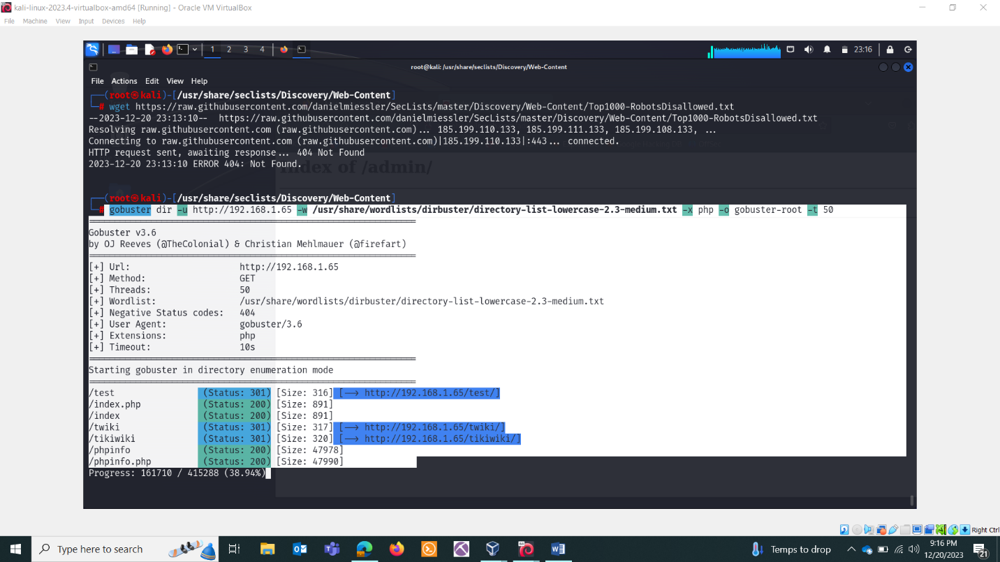 kali-linux-2023.4-virtualbox-amd64 [Running] - Oracle VM VirtualBox
File Machine View Input Devices Help
1 2 3 4 23:16
root@kali: /usr/share/seclists/Discovery/Web-Content
File Actions Edit View Help
┌──(root㉿kali)-[/usr/share/seclists/Discovery/Web-Content]
└─# wget https://raw.githubusercontent.com/danielmiessler/SecLists/master/Discovery/Web-Content/Top1000-RobotsDisallowed.txt
--2023-12-20 23:13:10-- https://raw.githubusercontent.com/danielmiessler/SecLists/master/Discovery/Web-Content/Top1000-RobotsDisallowed.txt
Resolving raw.githubusercontent.com (raw.githubusercontent.com)... 185.199.110.133, 185.199.111.133, 185.199.108.133, ...
Connecting to raw.githubusercontent.com (raw.githubusercontent.com)|185.199.110.133|:443... connected.
HTTP request sent, awaiting response... 404 Not Found
2023-12-20 23:13:10 ERROR 404: Not Found.
Index of /admin/
┌──(root㉿kali)-[/usr/share/seclists/Discovery/Web-Content]
└─# gobuster dir -u http://192.168.1.65 -w /usr/share/wordlists/dirbuster/directory-list-lowercase-2.3-medium.txt -x php -o gobuster-root -t 50
===============================================================
Gobuster v3.6
by OJ Reeves (@TheColonial) & Christian Mehlmauer (@firefart)
===============================================================
[+] Url: http://192.168.1.65
[+] Method: GET
[+] Threads: 50
[+] Wordlist: /usr/share/wordlists/dirbuster/directory-list-lowercase-2.3-medium.txt
[+] Negative Status codes: 404
[+] User Agent: gobuster/3.6
[+] Extensions: php
[+] Timeout: 10s
===============================================================
Starting gobuster in directory enumeration mode
===============================================================
/test (Status: 301) [Size: 316] [--> http://192.168.1.65/test/]
/index.php (Status: 200) [Size: 891]
/index (Status: 200) [Size: 891]
/twiki (Status: 301) [Size: 317] [--> http://192.168.1.65/twiki/]
/tikiwiki (Status: 301) [Size: 320] [--> http://192.168.1.65/tikiwiki/]
/phpinfo (Status: 200) [Size: 47978]
/phpinfo.php (Status: 200) [Size: 47990]
Progress: 161710 / 415288 (38.94%)
Right Ctrl
Type here to search
Temps to drop
9:16 PM
12/20/2023
21